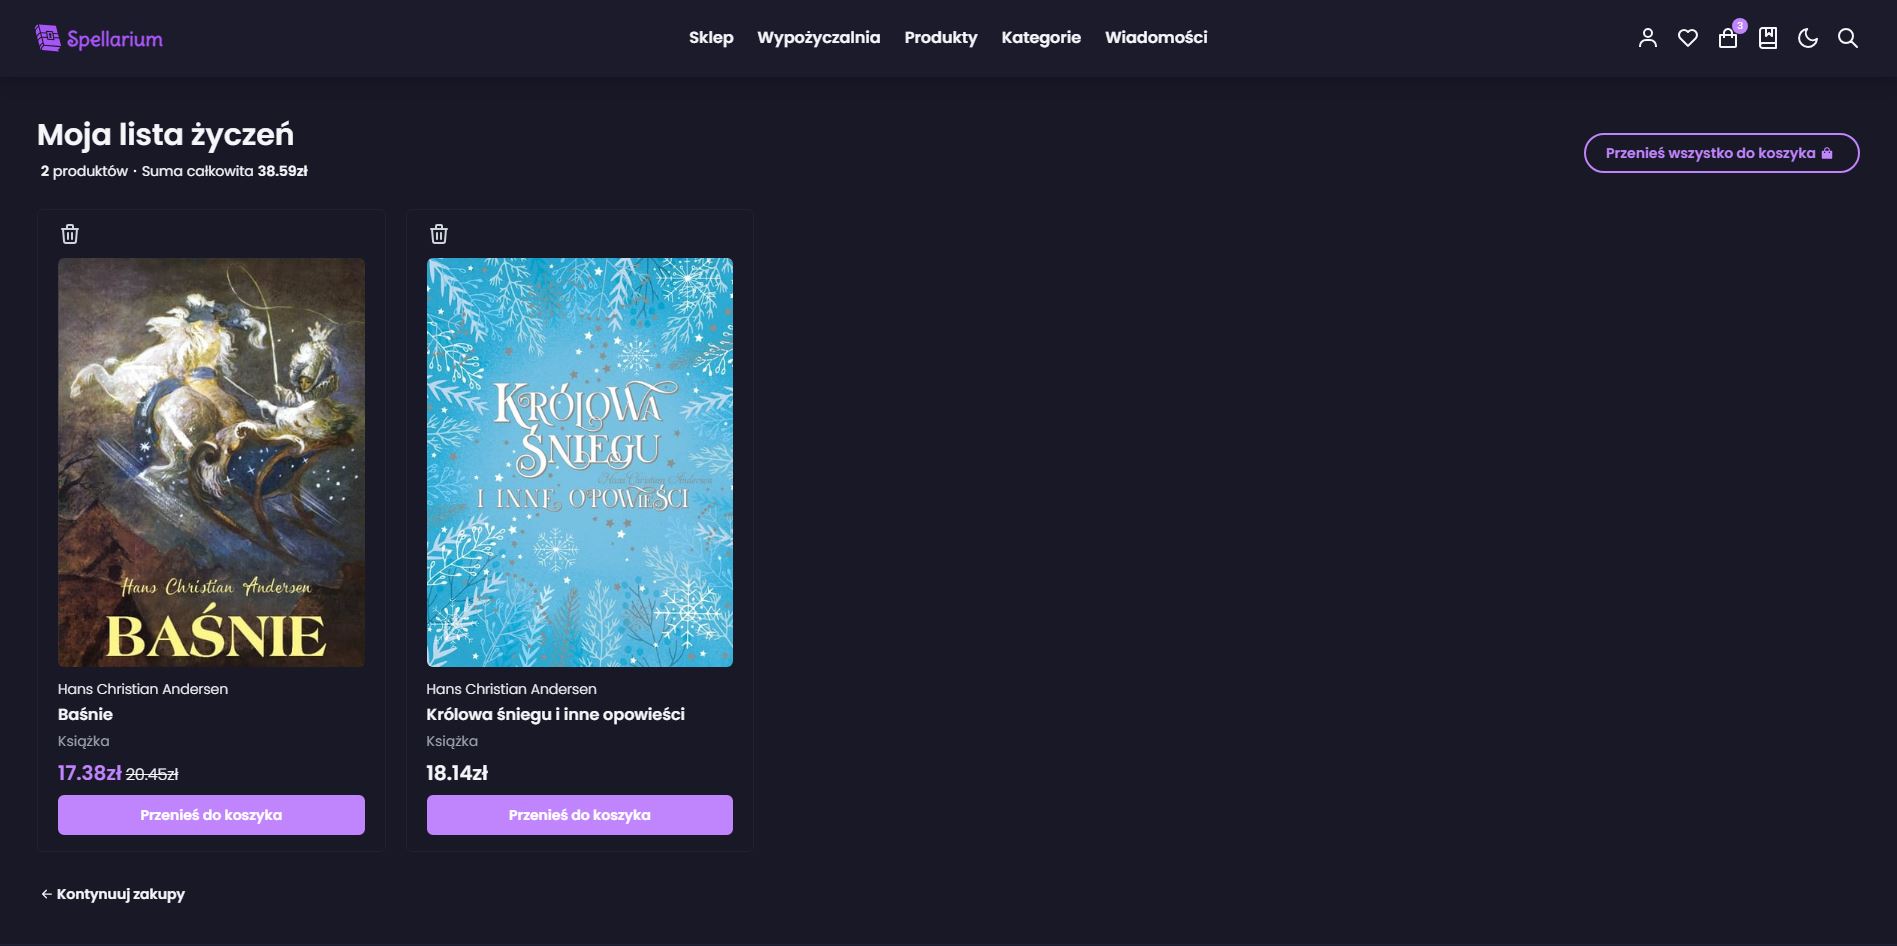 Spellarium
Sklep Wypożyczalnia Produkty Kategorie Wiadomości
3
Moja lista życzeń
2 produktów · Suma całkowita 38.59zł
Przenieś wszystko do koszyka
Hans Christian Andersen
BAŚNIE
Hans Christian Andersen
Baśnie
Książka
17.38zł 20.45zł
Przenieś do koszyka
KRÓLOWA
ŚNIEGU
Hans Christian Andersen
I INNE OPOWIEŚCI
Hans Christian Andersen
Królowa śniegu i inne opowieści
Książka
18.14zł
Przenieś do koszyka
← Kontynuuj zakupy